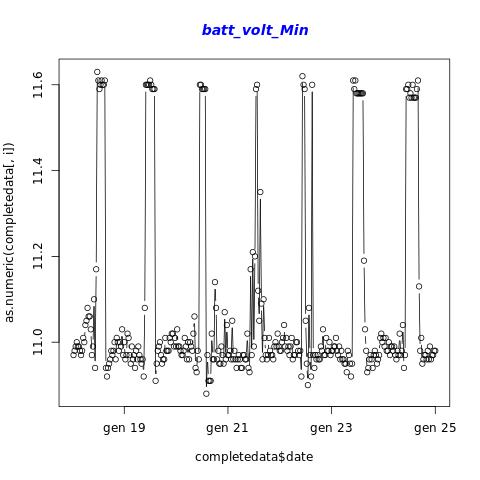 batt_volt_Min
as.numeric(completedata[, i])
11.6
11.4
11.2
11.0
gen 19
gen 21
gen 23
gen 25
completedata$date